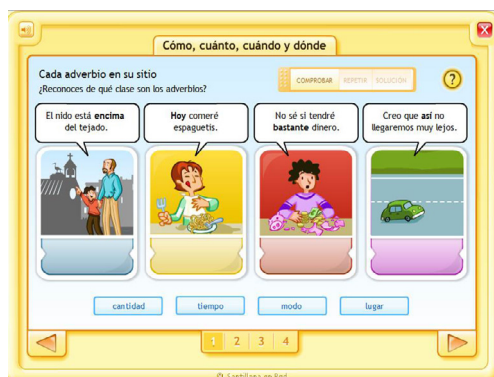 Cómo, cuánto, cuándo y dónde
Cada adverbio en su sitio
¿Reconoces de qué clase son los adverbios?
COMPROBAR REPETIR SOLUCIÓN
?
El nido está encima
del tejado.
Hoy comeré
espaguetis.
No sé si tendré
bastante dinero.
Creo que así no
llegaremos muy lejos.
cantidad
tiempo
modo
lugar
1 2 3 4
© Santillana en Red